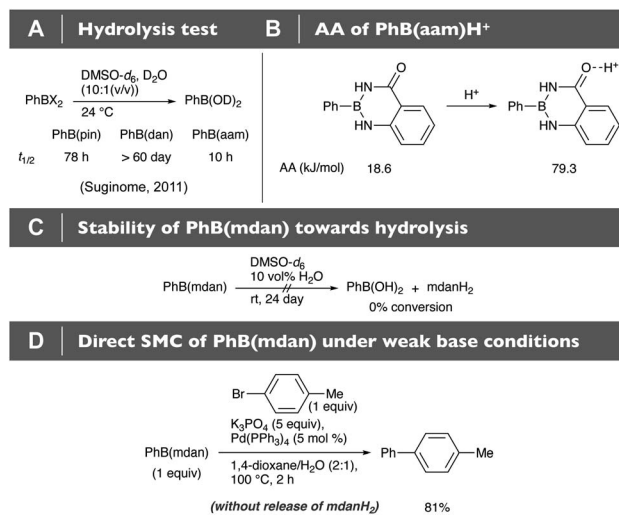 A | Hydrolysis test
B | AA of PhB(aam)H⁺
DMSO-d₆, D₂O
(10:1(v/v))
PhBX₂
PhB(OD)₂
24 °C
PhB(pin) PhB(dan) PhB(aam)
t₁/₂ 78 h > 60 day 10 h
(Suginome, 2011)
O
NH
Ph B
NH
H⁺
O--H⁺
NH
Ph B
NH
AA (kJ/mol) 18.6 79.3
C | Stability of PhB(mdan) towards hydrolysis
DMSO-d₆
10 vol% H₂O
PhB(mdan)
PhB(OH)₂ + mdanH₂
rt, 24 day
0% conversion
D | Direct SMC of PhB(mdan) under weak base conditions
Br Me
(1 equiv)
K₃PO₄ (5 equiv),
Pd(PPh₃)₄ (5 mol %)
PhB(mdan)
(1 equiv)
1,4-dioxane/H₂O (2:1),
100 °C, 2 h
Ph Me
(without release of mdanH₂)
81%